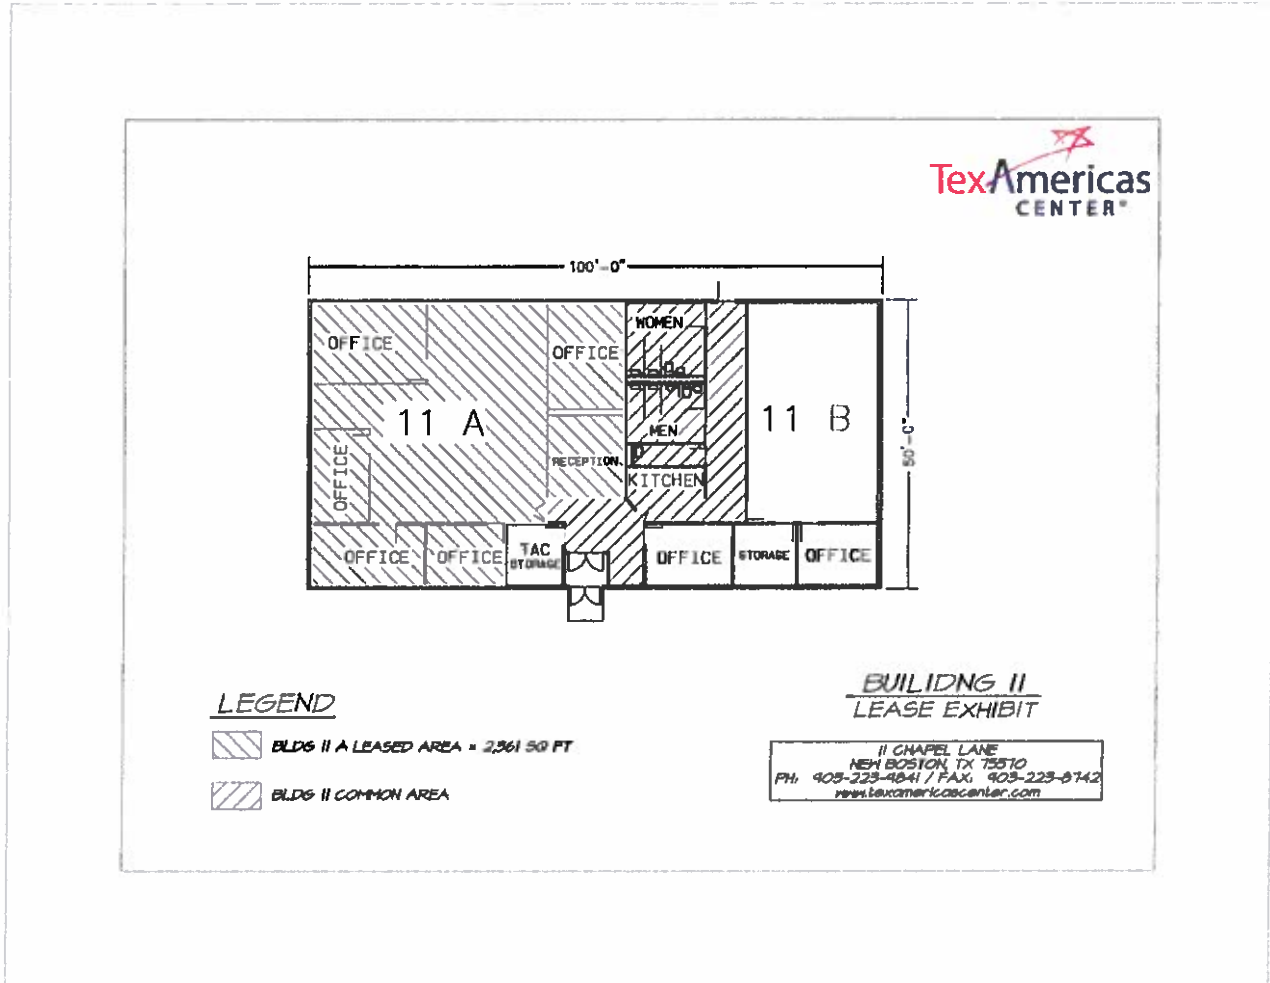 TexAmericas
CENTER®
100'-0"
WOMEN
OFFICE
OFFICE
11 A
11 B
MEN
50'-0"
RECEPTION
OFFICE
KITCHEN
OFFICE
OFFICE
TAC
STORAGE
OFFICE
STORAGE
OFFICE
LEGEND
BLDG 11 A LEASED AREA = 2,361 SQ FT
BLDG 11 COMMON AREA
BUILIDNG 11
LEASE EXHIBIT
11 CHAPEL LANE
NEW BOSTON, TX 75570
PH: 903-223-9841 / FAX: 903-223-8742
www.texamericascenter.com